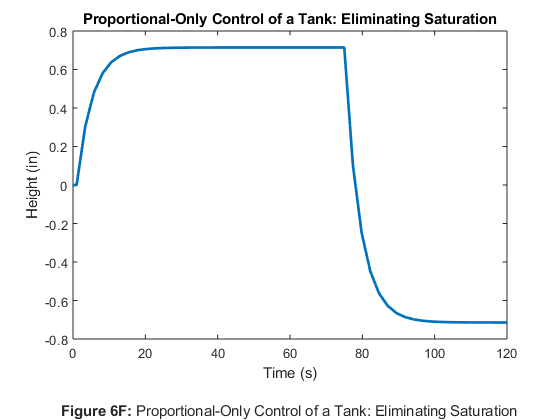 Proportional-Only Control of a Tank: Eliminating Saturation
0.8
0.6
0.4
0.2
0
-0.2
-0.4
-0.6
-0.8
Height (in)
0 20 40 60 80 100 120
Time (s)
Figure 6F: Proportional-Only Control of a Tank: Eliminating Saturation